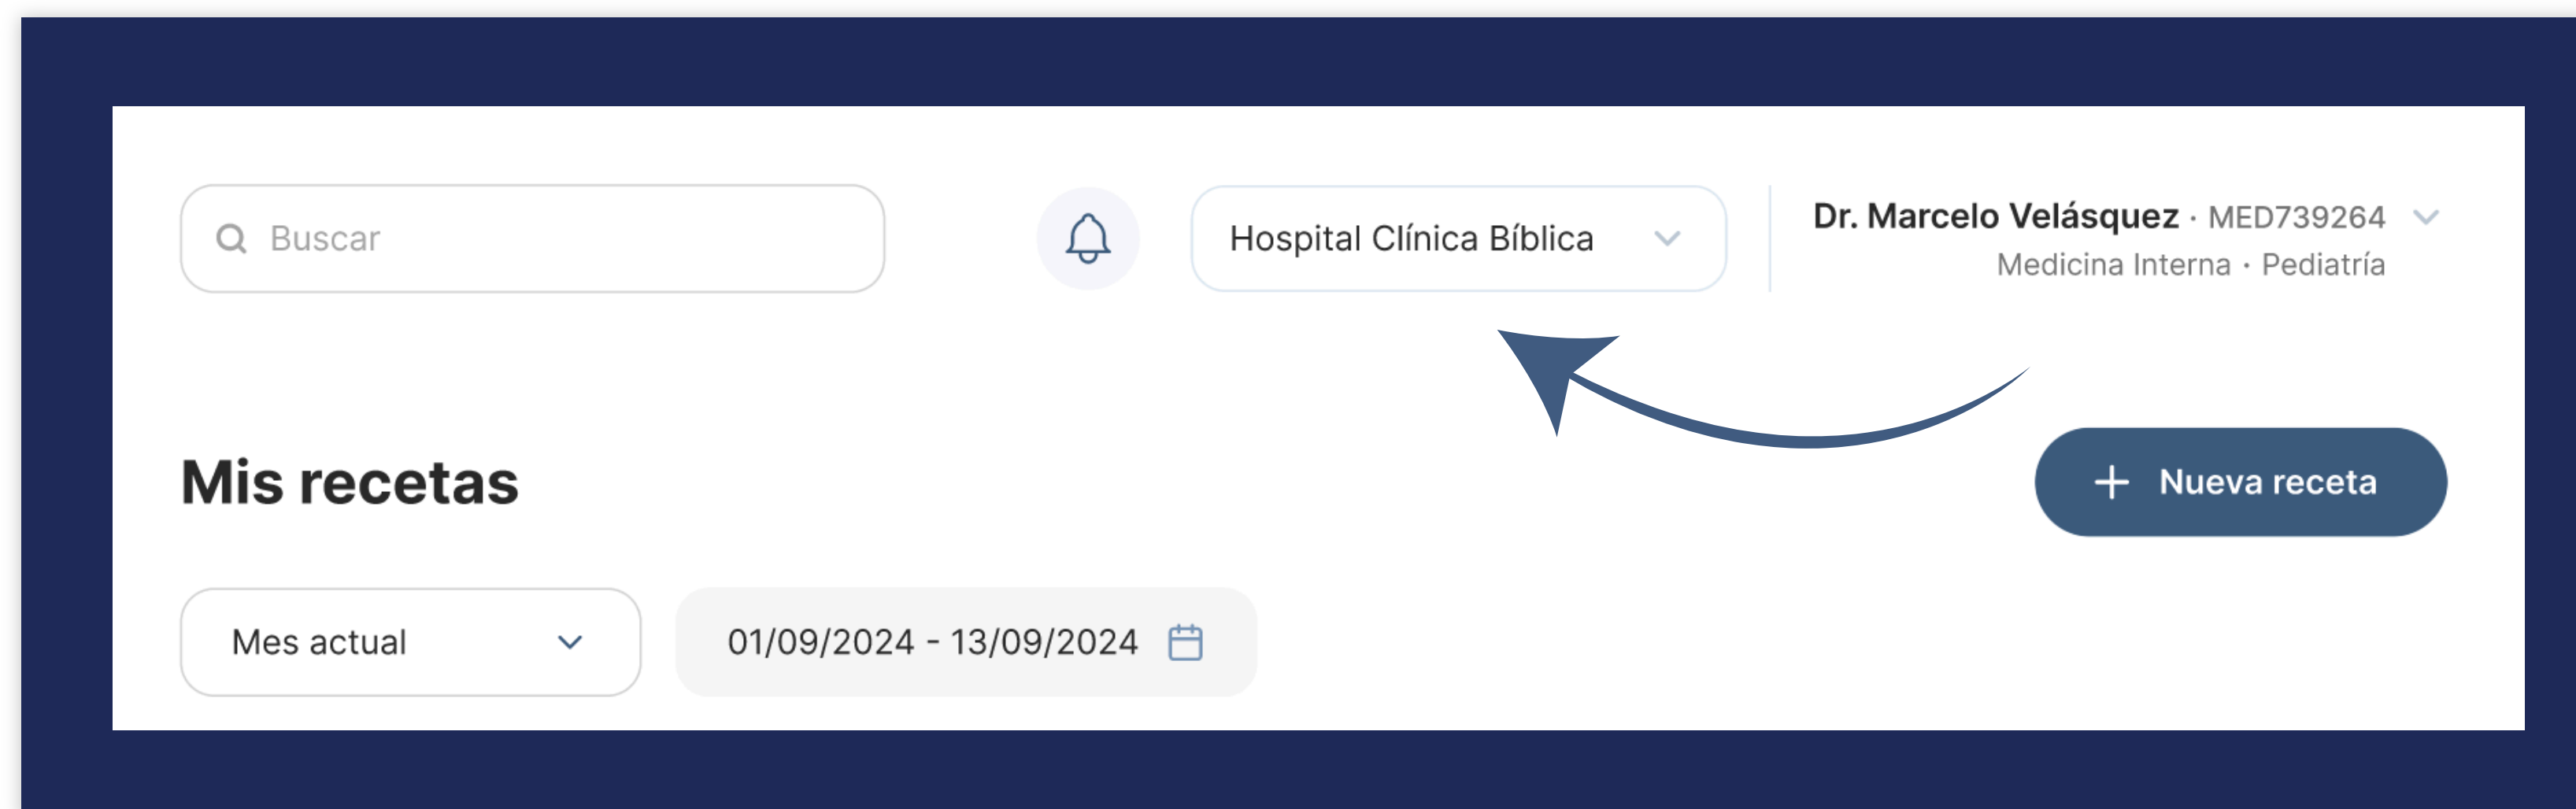 Buscar
Hospital Clínica Bíblica
Dr. Marcelo Velásquez · MED739264
Medicina Interna · Pediatría
Mis recetas
+ Nueva receta
Mes actual
01/09/2024 - 13/09/2024